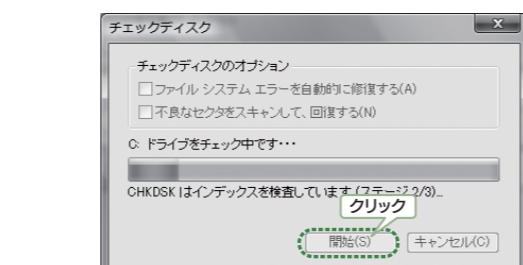 チェックディスク
チェックディスクのオプション
ファイル システム エラーを自動的に修復する(A)
不良なセクタをスキャンして、回復する(N)
C: ドライブをチェック中です・・・
CHKDSK はインデックスを検査しています (ステージ 2/3)...
クリック
開始(S)
キャンセル(C)